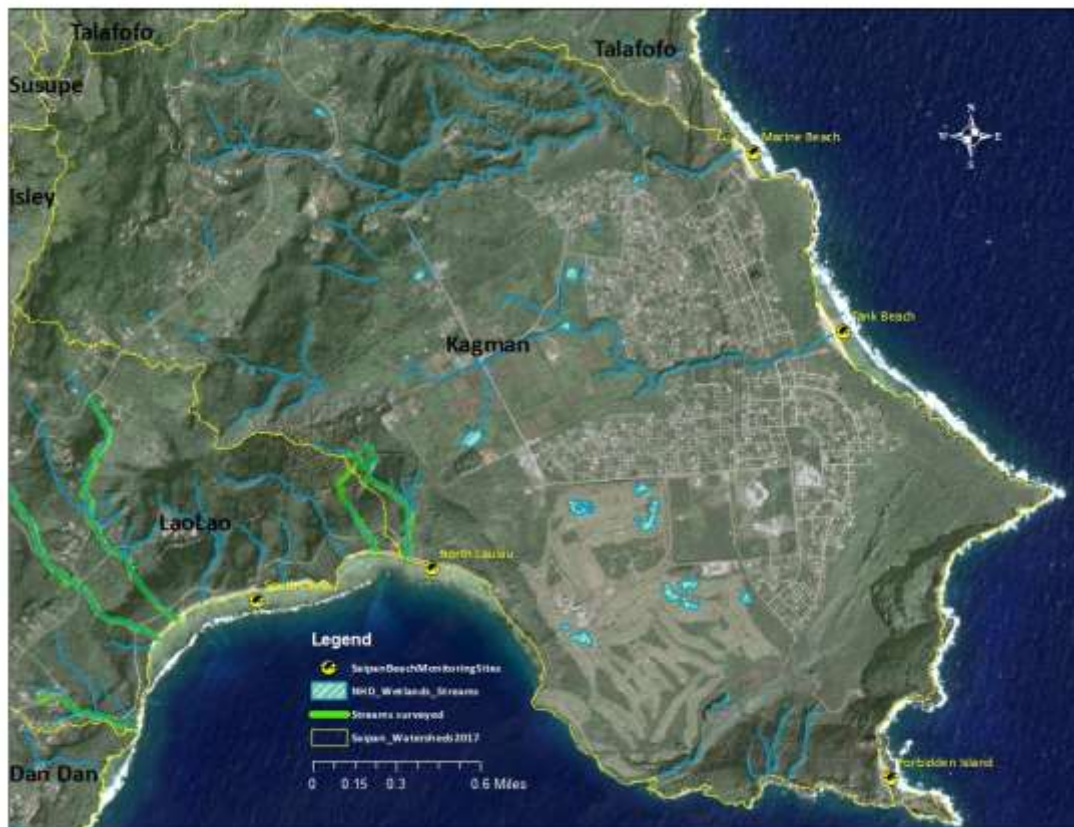 Talafofo
Talafofo
Susupe
N
W E
S
Marine Beach
Isley
Tank Beach
Kagman
LaoLao
North Laulau
Legend
SaipanBeachMonitoringSites
NHD_Wetlands_Streams
Streams surveyed
Saipan_Watersheds2017
0 0.15 0.3 0.6 Miles
Dan Dan
Forbidden Island